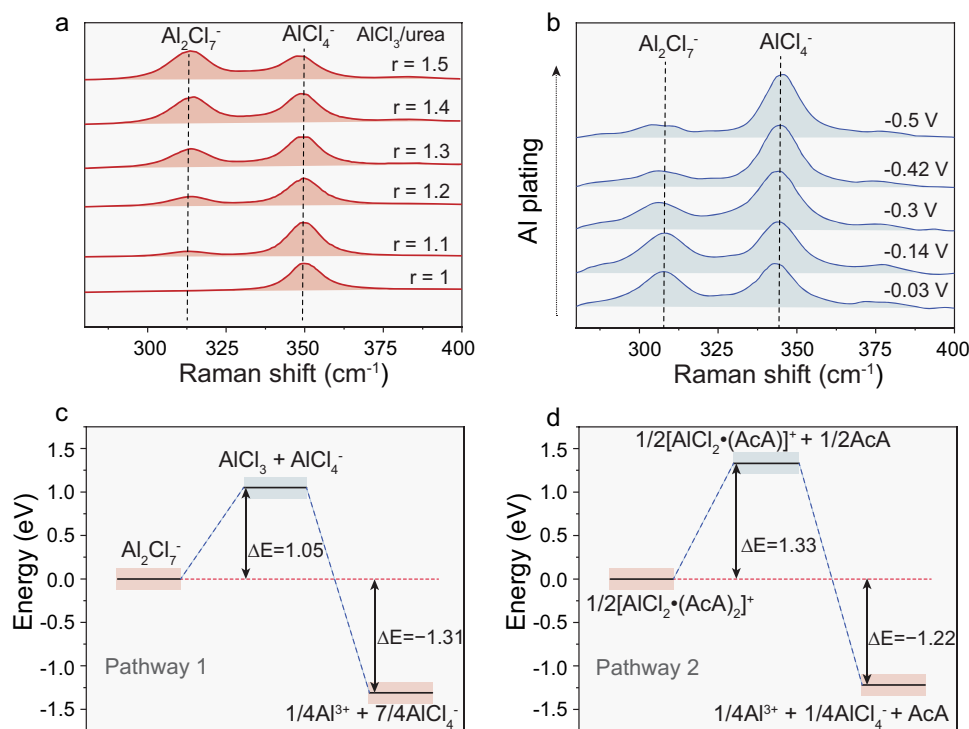 a
Al₂Cl₇⁻ AlCl₄⁻ AlCl₃/urea
r = 1.5
r = 1.4
r = 1.3
r = 1.2
r = 1.1
r = 1
300 325 350 375 400
Raman shift (cm⁻¹)
b
Al₂Cl₇⁻ AlCl₄⁻
Al plating
-0.5 V
-0.42 V
-0.3 V
-0.14 V
-0.03 V
300 325 350 375 400
Raman shift (cm⁻¹)
c
Energy (eV)
1.5
1.0
0.5
0.0
-0.5
-1.0
-1.5
AlCl₃ + AlCl₄⁻
Al₂Cl₇⁻
ΔE=1.05
ΔE=−1.31
Pathway 1
1/4Al³⁺ + 7/4AlCl₄⁻
d
Energy (eV)
1.5
1.0
0.5
0.0
-0.5
-1.0
-1.5
1/2[AlCl₂•(AcA)]⁺ + 1/2AcA
ΔE=1.33
1/2[AlCl₂•(AcA)₂]⁺
ΔE=−1.22
Pathway 2
1/4Al³⁺ + 1/4AlCl₄⁻ + AcA